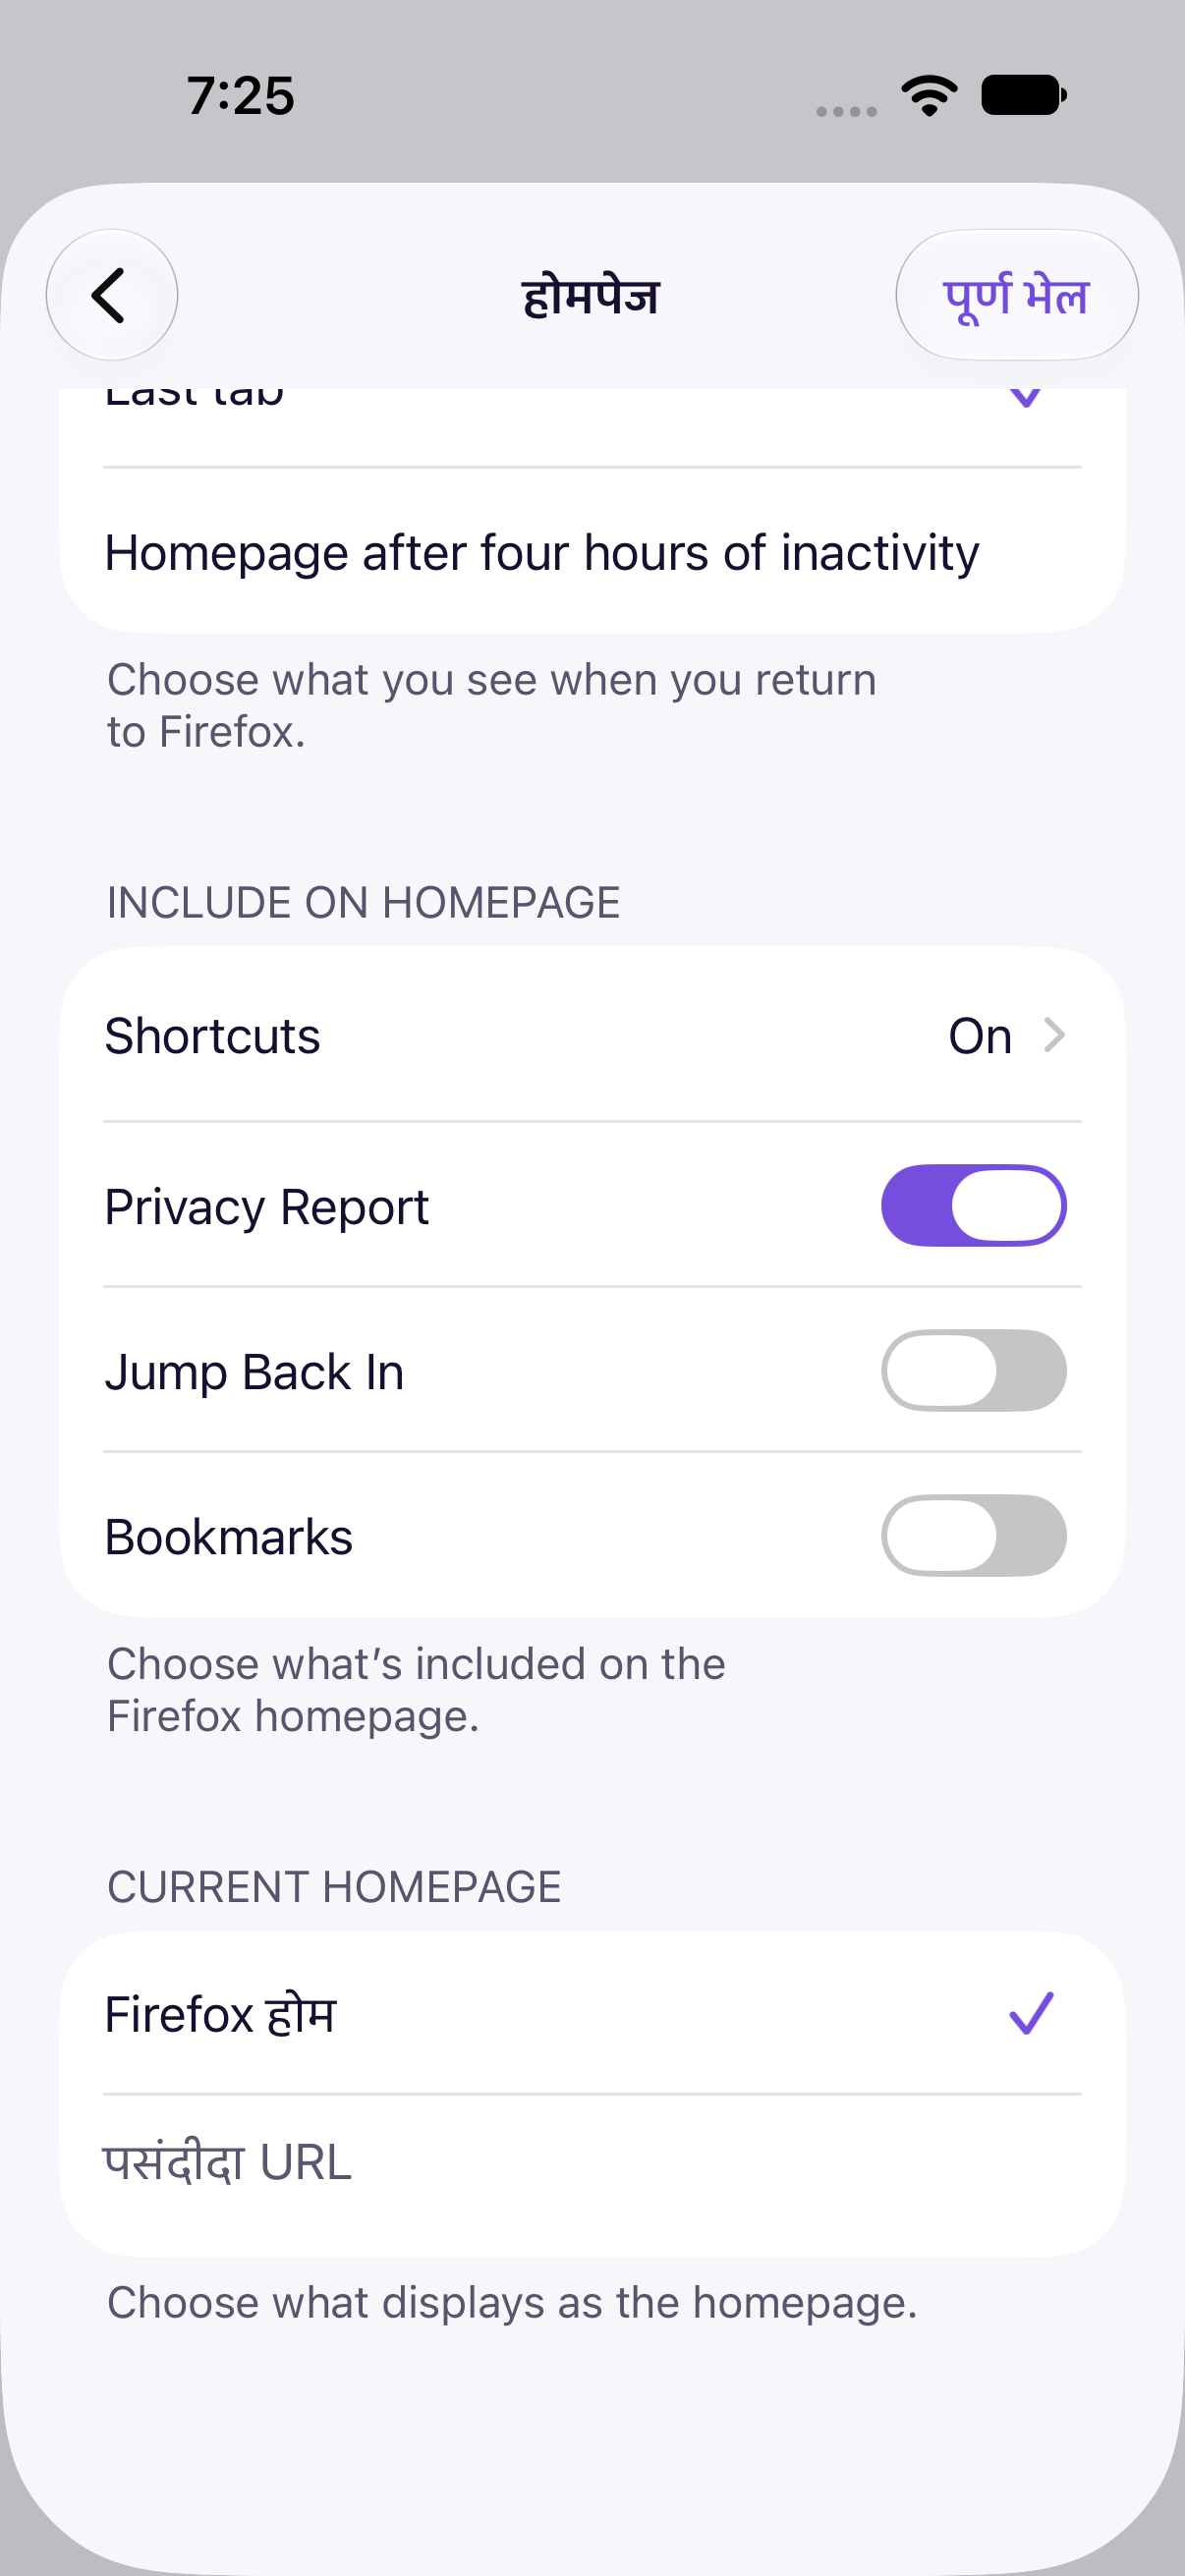 7:25
होमपेज
पूर्ण भेल
Last tab
Homepage after four hours of inactivity
Choose what you see when you return
to Firefox.
INCLUDE ON HOMEPAGE
Shortcuts On
Privacy Report
Jump Back In
Bookmarks
Choose what’s included on the
Firefox homepage.
CURRENT HOMEPAGE
Firefox होम
पसंदीदा URL
Choose what displays as the homepage.